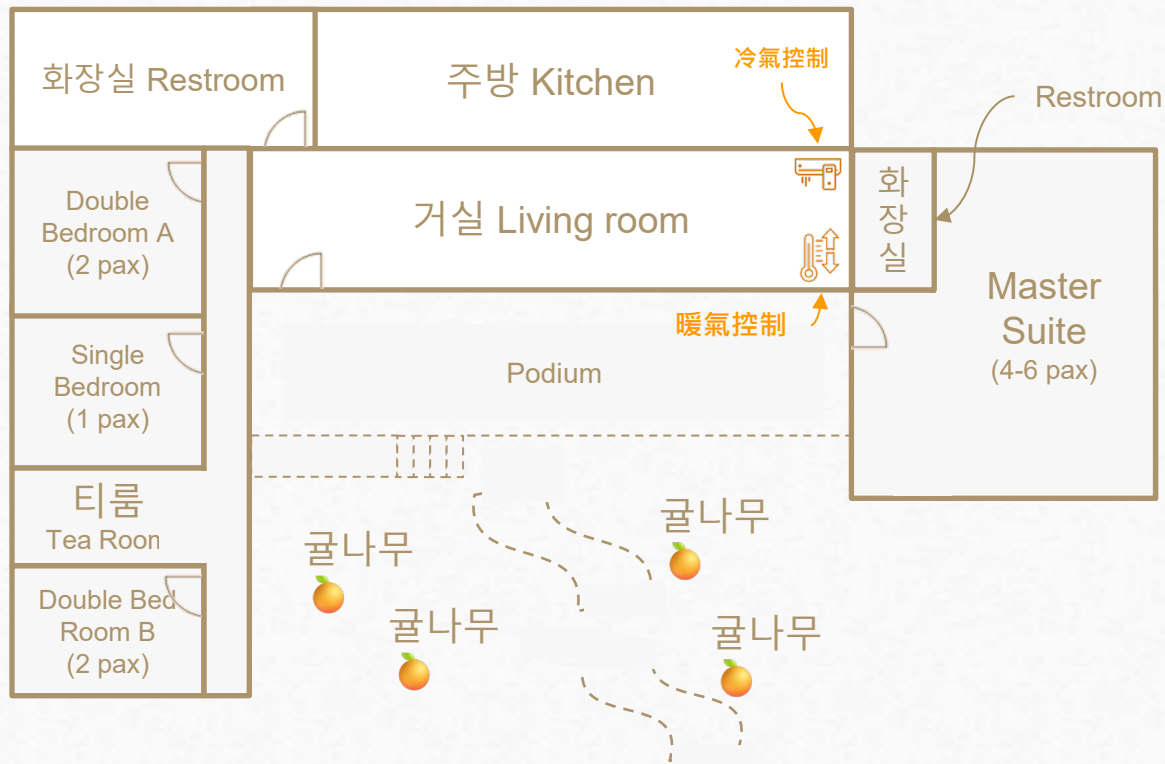 화장실 Restroom
주방 Kitchen
冷氣控制
Restroom
Double
Bedroom A
(2 pax)
거실 Living room
화
장
실
暖氣控制
Master
Suite
(4-6 pax)
Single
Bedroom
(1 pax)
Podium
티룸
Tea Room
귤나무
귤나무
귤나무
귤나무
Double Bed
Room B
(2 pax)